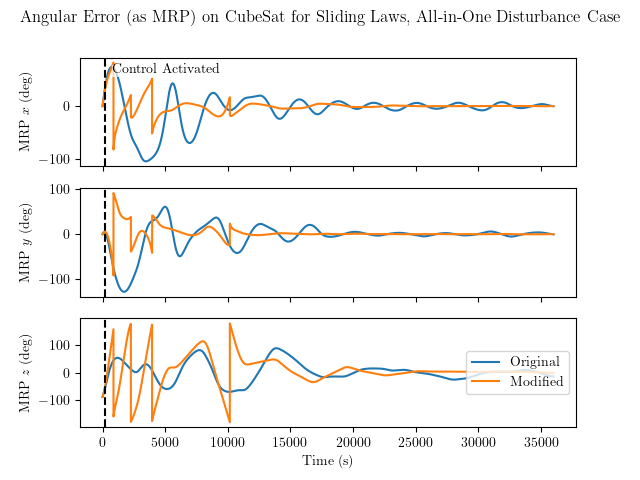 Angular Error (as MRP) on CubeSat for Sliding Laws, All-in-One Disturbance Case
Control Activated
MRP x (deg)
0
−100
MRP y (deg)
100
0
−100
MRP z (deg)
100
0
−100
Original
Modified
0 5000 10000 15000 20000 25000 30000 35000
Time (s)